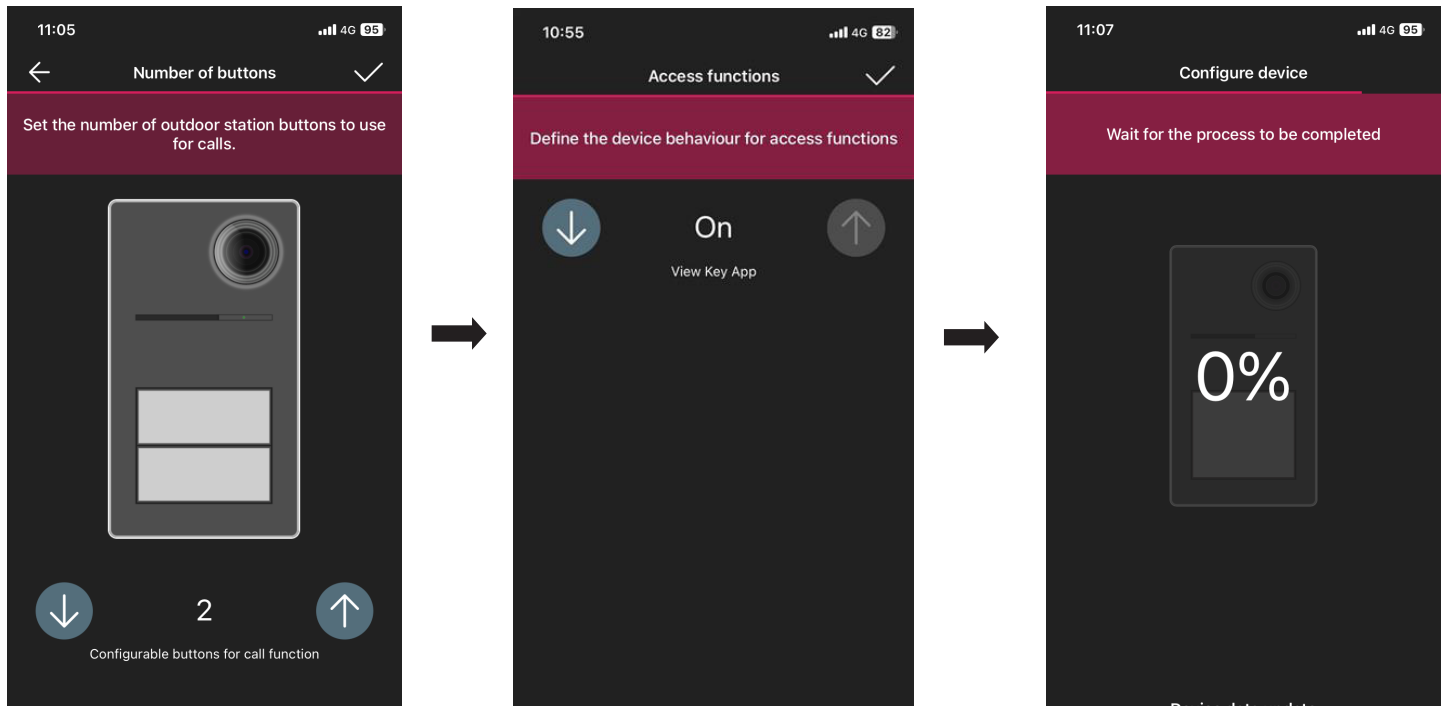 11:05
4G 95
Number of buttons
Set the number of outdoor station buttons to use
for calls.
2
Configurable buttons for call function
10:55
4G 82
Access functions
Define the device behaviour for access functions
On
View Key App
11:07
4G 95
Configure device
Wait for the process to be completed
0%